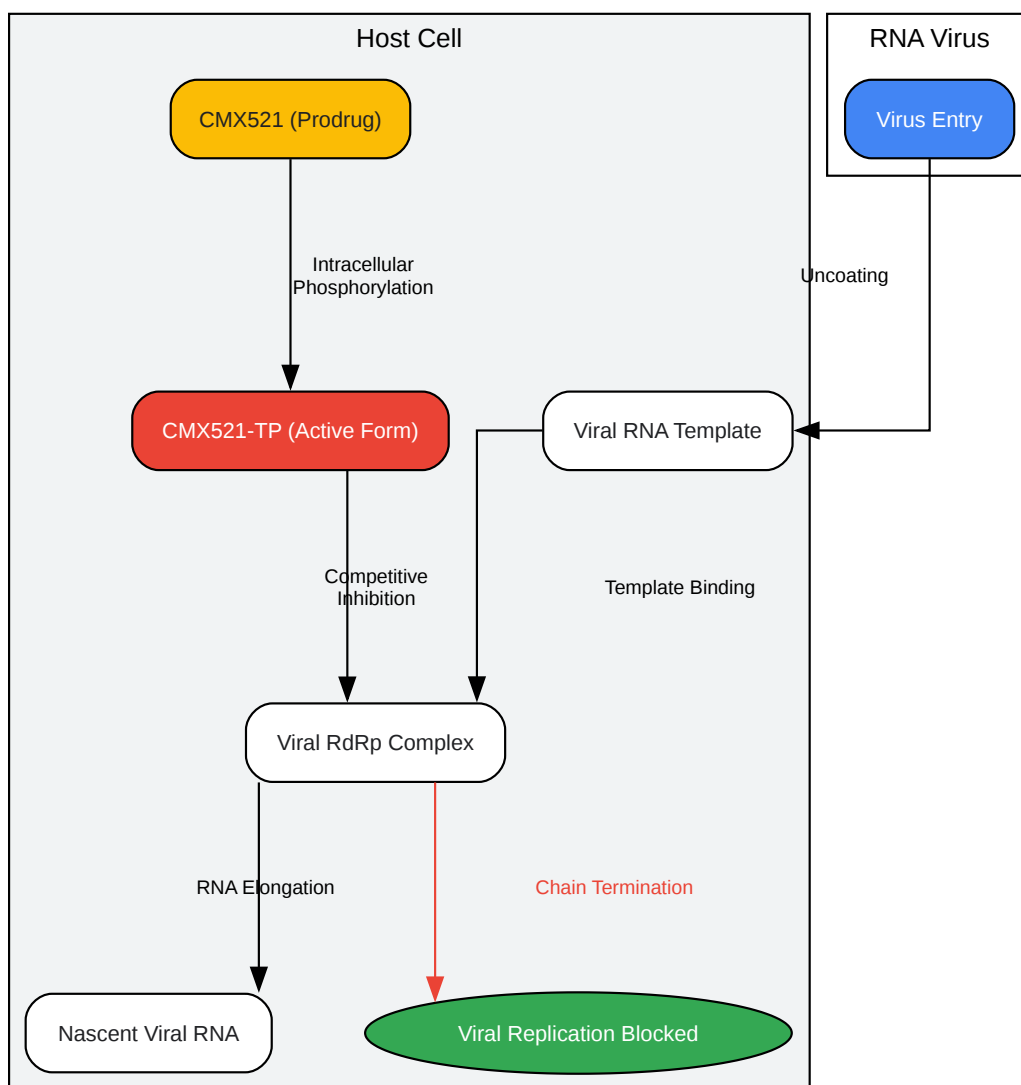 Host Cell
RNA Virus
CMX521 (Prodrug)
Virus Entry
Intracellular
Phosphorylation
Uncoating
CMX521-TP (Active Form)
Viral RNA Template
Competitive
Inhibition
Template Binding
Viral RdRp Complex
RNA Elongation
Chain Termination
Nascent Viral RNA
Viral Replication Blocked